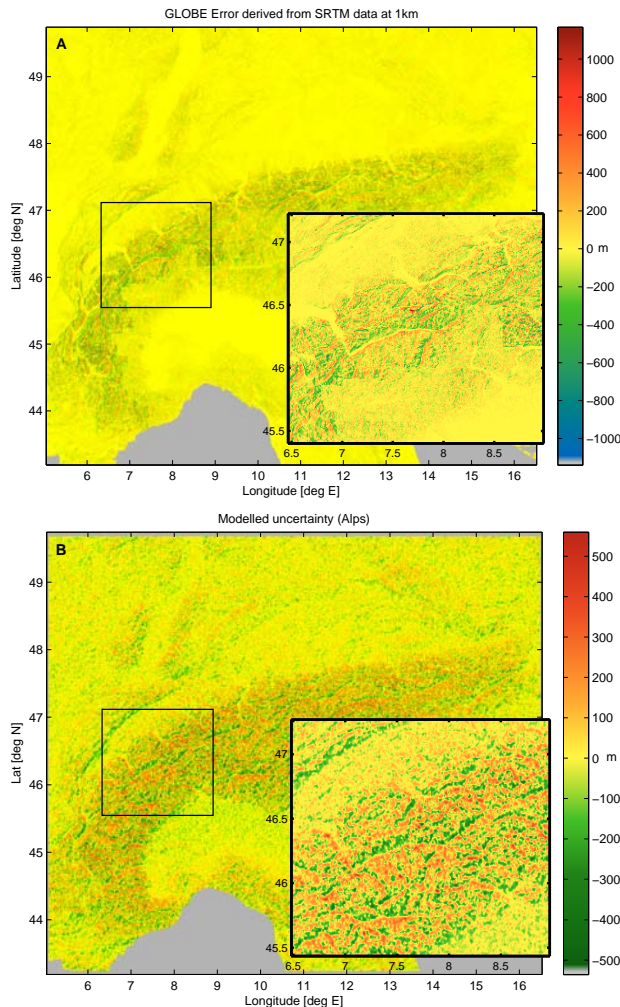 GLOBE Error derived from SRTM data at 1km
A
49
48
47
46
45
44
Latitude [deg N]
6 7 8 9 10 11 12 13 14 15 16
Longitude [deg E]
47
46.5
46
45.5
6.5 7 7.5 8 8.5
1000
800
600
400
200
0 m
−200
−400
−600
−800
−1000
Modelled uncertainty (Alps)
B
49
48
47
46
45
44
Lat [deg N]
6 7 8 9 10 11 12 13 14 15 16
Longitude [deg E]
47
46.5
46
45.5
6.5 7 7.5 8 8.5
500
400
300
200
100
0 m
−100
−200
−300
−400
−500